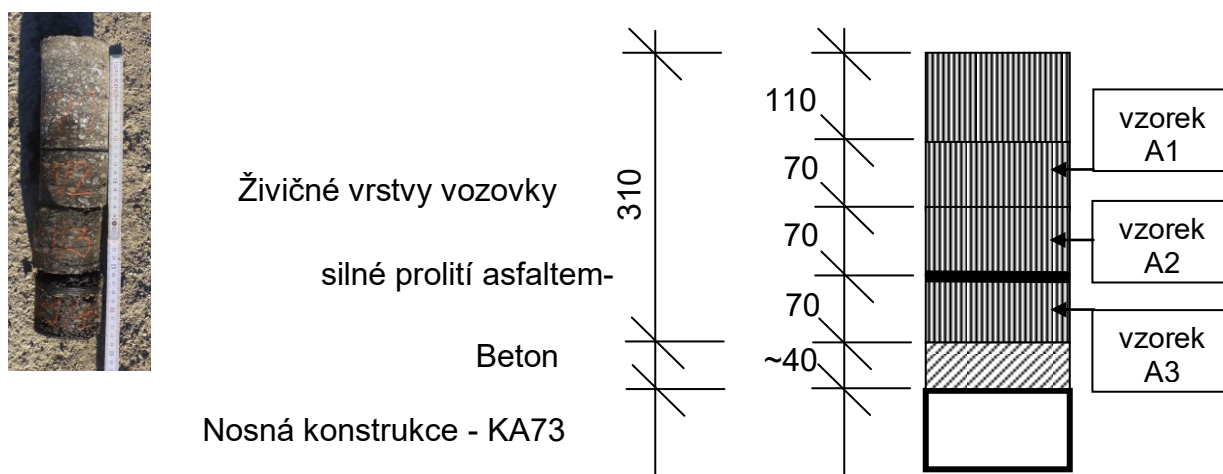 110
vzorek
A1
70
Živičné vrstvy vozovky
310
70
vzorek
A2
silné prolití asfaltem-
70
vzorek
A3
Beton
~40
Nosná konstrukce - KA73